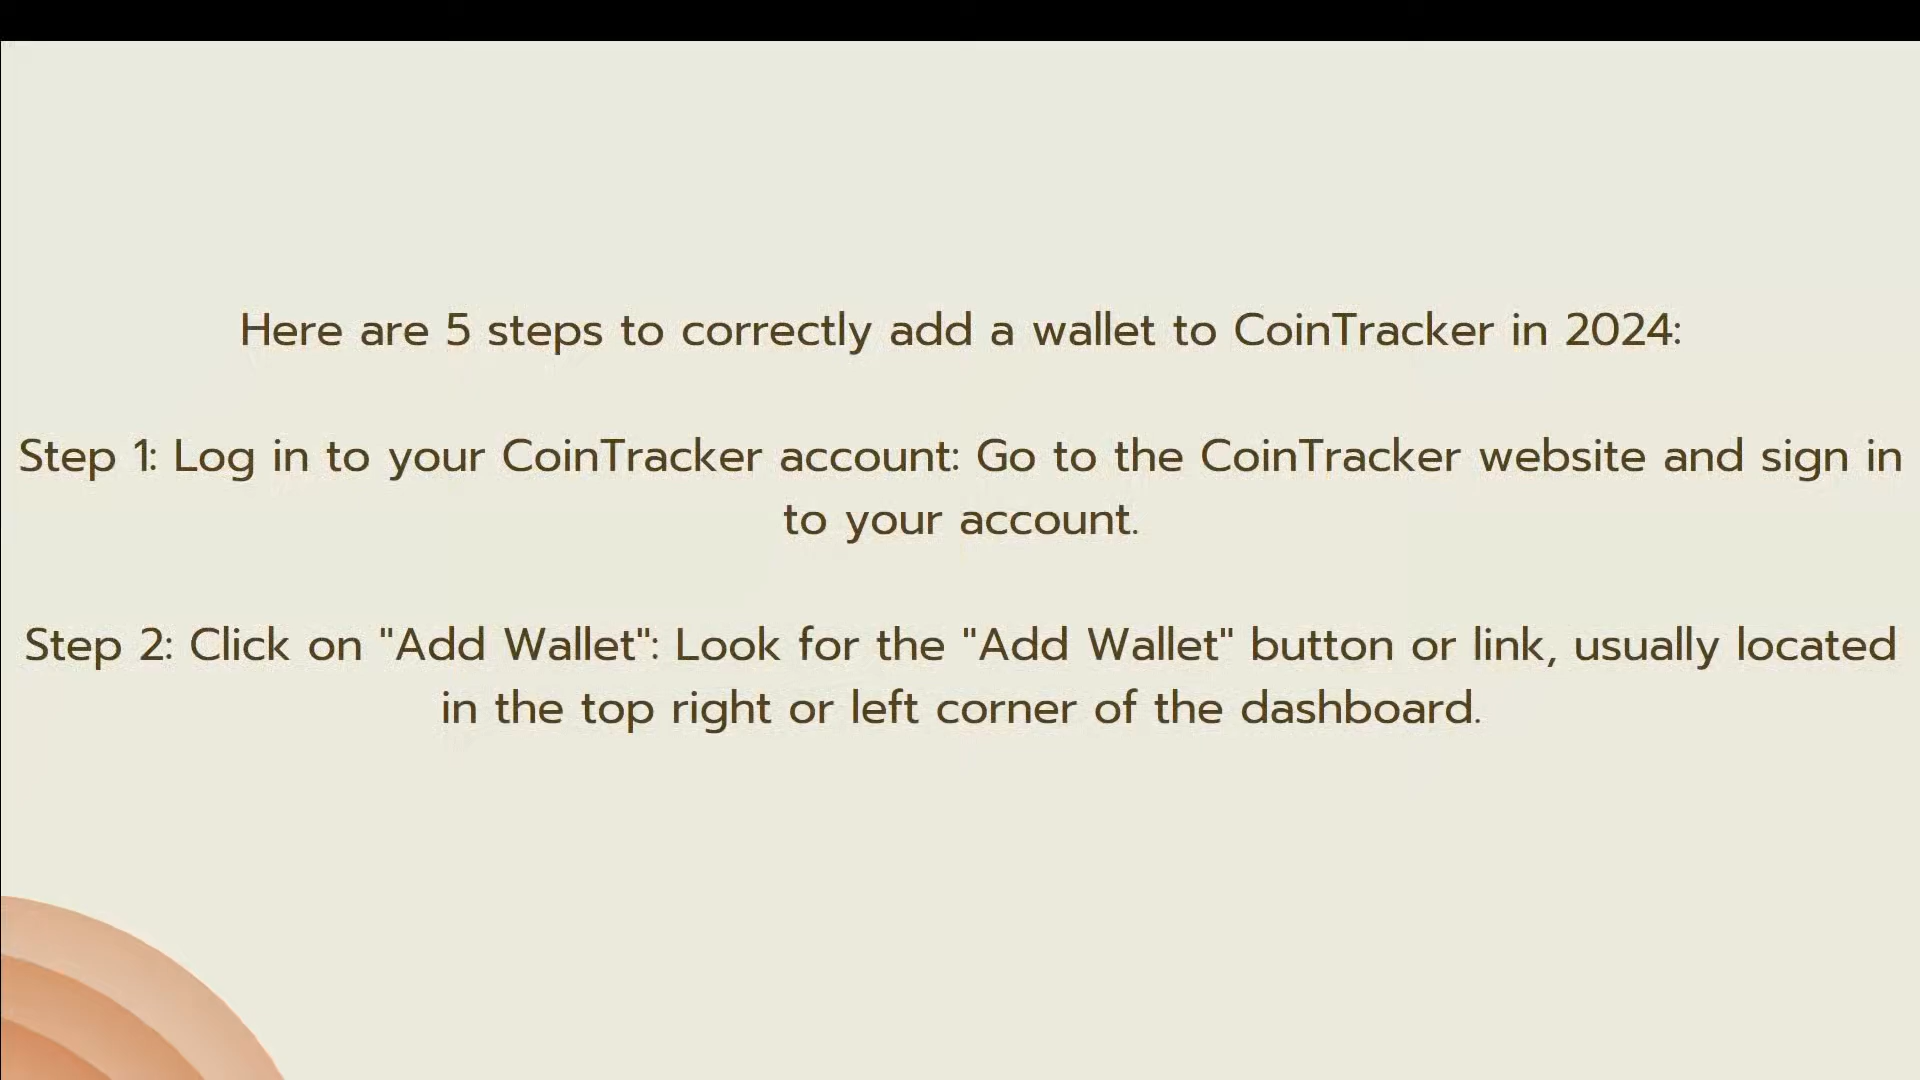 Here are 5 steps to correctly add a wallet to CoinTracker in 2024:
Step 1: Log in to your CoinTracker account: Go to the CoinTracker website and sign in
to your account.
Step 2: Click on "Add Wallet": Look for the "Add Wallet" button or link, usually located
in the top right or left corner of the dashboard.